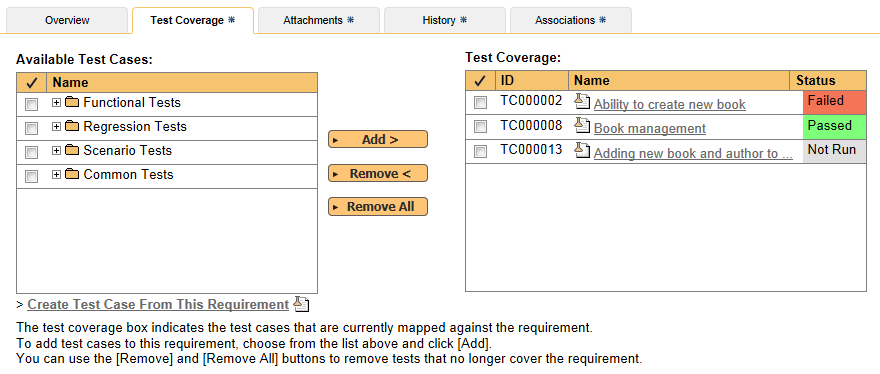 Overview Test Coverage * Attachments * History * Associations *
Available Test Cases:
Test Coverage:
✓ Name
✓ ID Name Status
Functional Tests
Regression Tests
Scenario Tests
Common Tests
Add >
Remove <
Remove All
TC000002 Ability to create new book Failed
TC000008 Book management Passed
TC000013 Adding new book and author to ... Not Run
> Create Test Case From This Requirement
The test coverage box indicates the test cases that are currently mapped against the requirement.
To add test cases to this requirement, choose from the list above and click [Add].
You can use the [Remove] and [Remove All] buttons to remove tests that no longer cover the requirement.